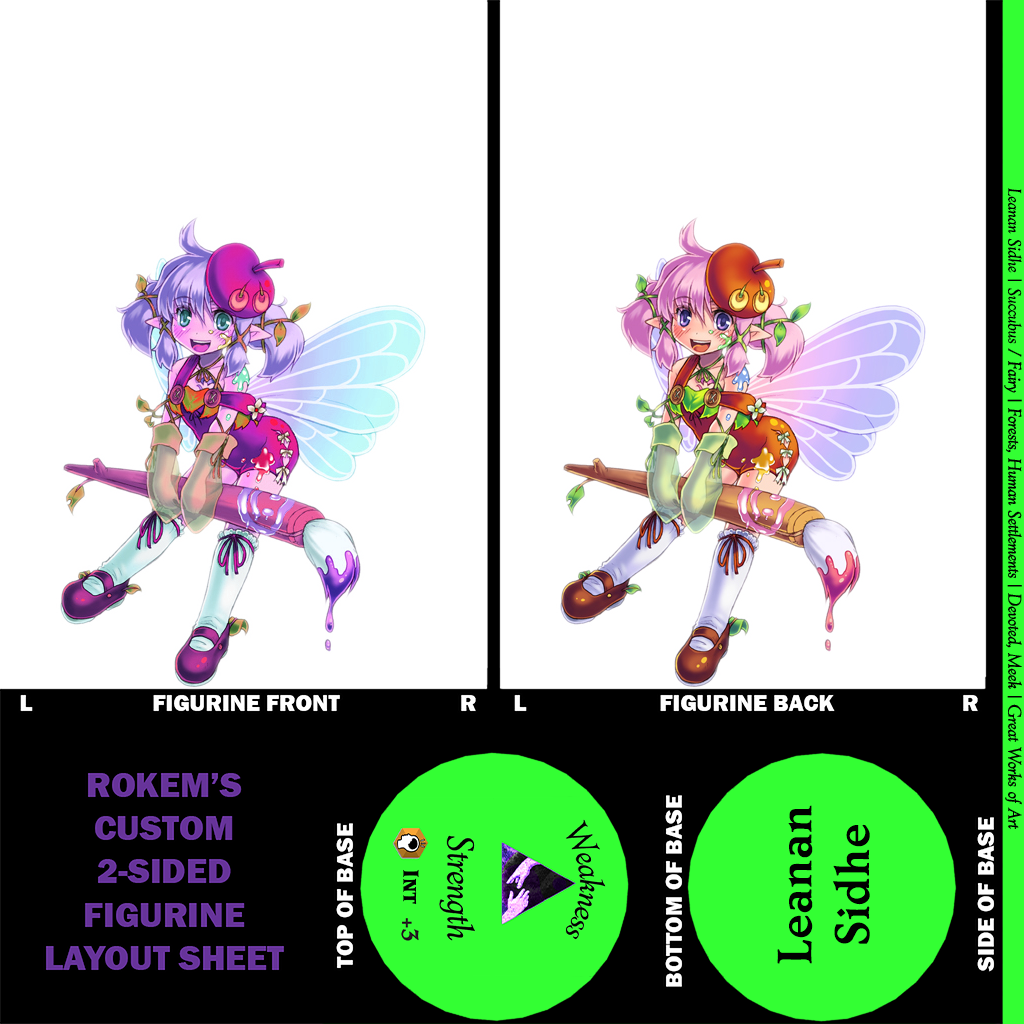 Leanan Sidhe | Succubus / Fairy | Forests, Human Settlements | Devoted, Meek | Great Works of Art
L FIGURINE FRONT R
L FIGURINE BACK R
ROKEM'S
CUSTOM
2-SIDED
FIGURINE
LAYOUT SHEET
TOP OF BASE
Weakness
Strength
INT +3
BOTTOM OF BASE
Leanan
Sidhe
SIDE OF BASE